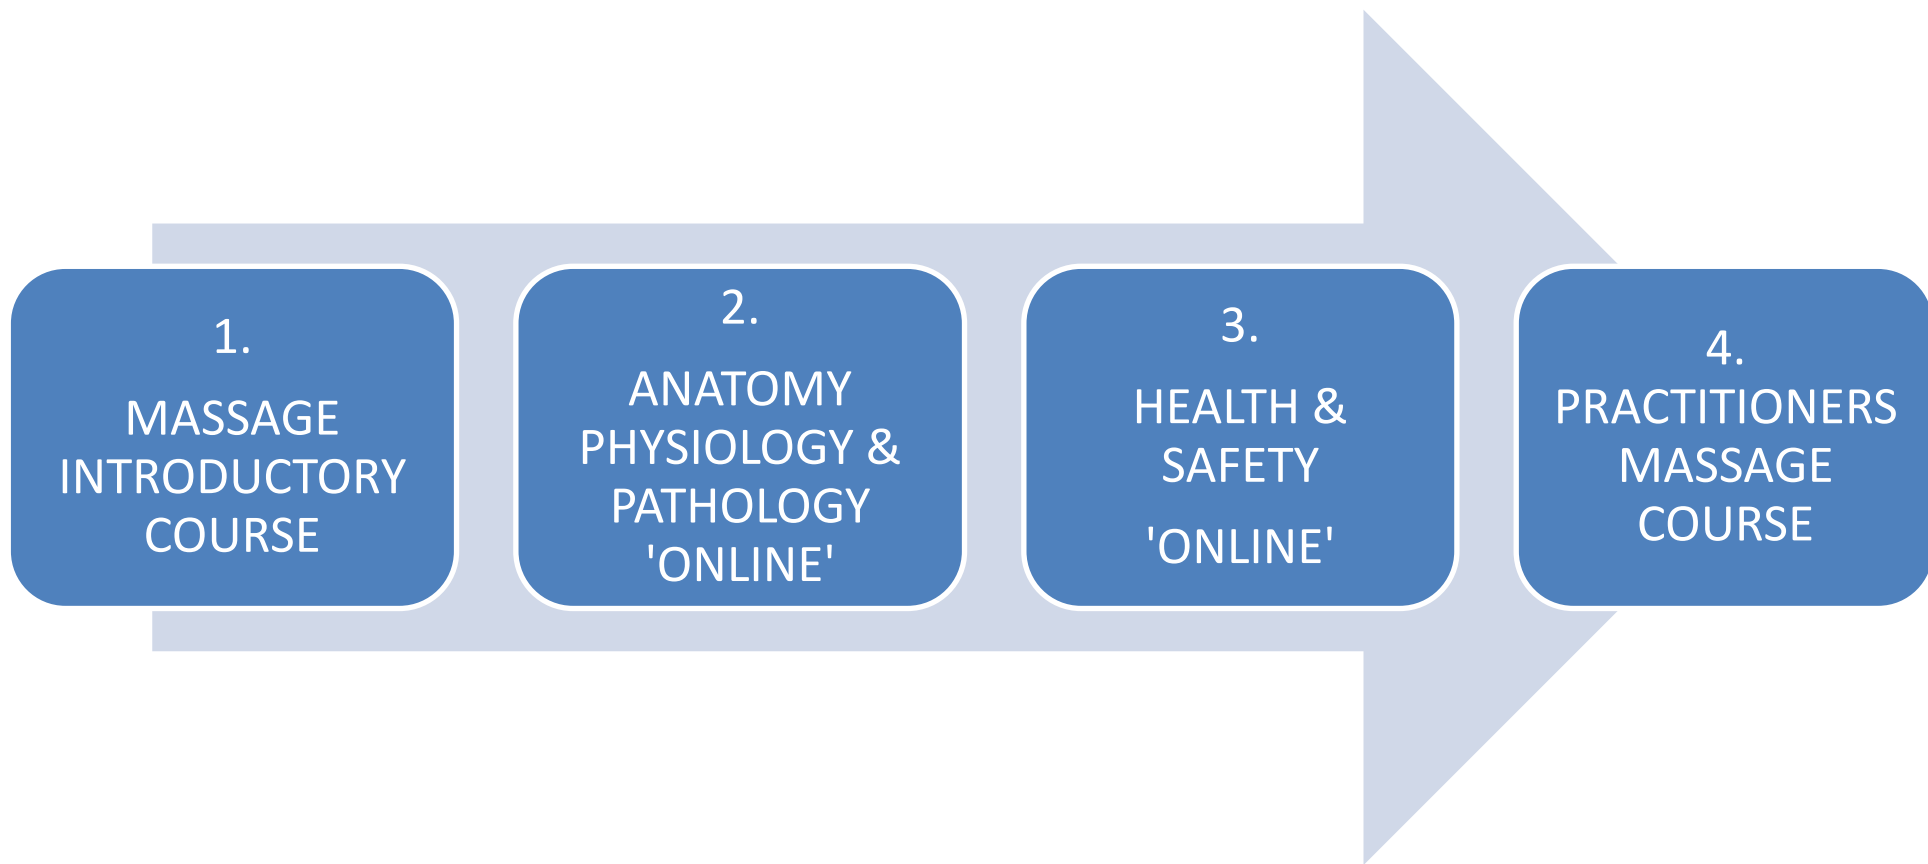 1.
MASSAGE
INTRODUCTORY
COURSE
2.
ANATOMY
PHYSIOLOGY &
PATHOLOGY
'ONLINE'
3.
HEALTH &
SAFETY
'ONLINE'
4.
PRACTITIONERS
MASSAGE
COURSE